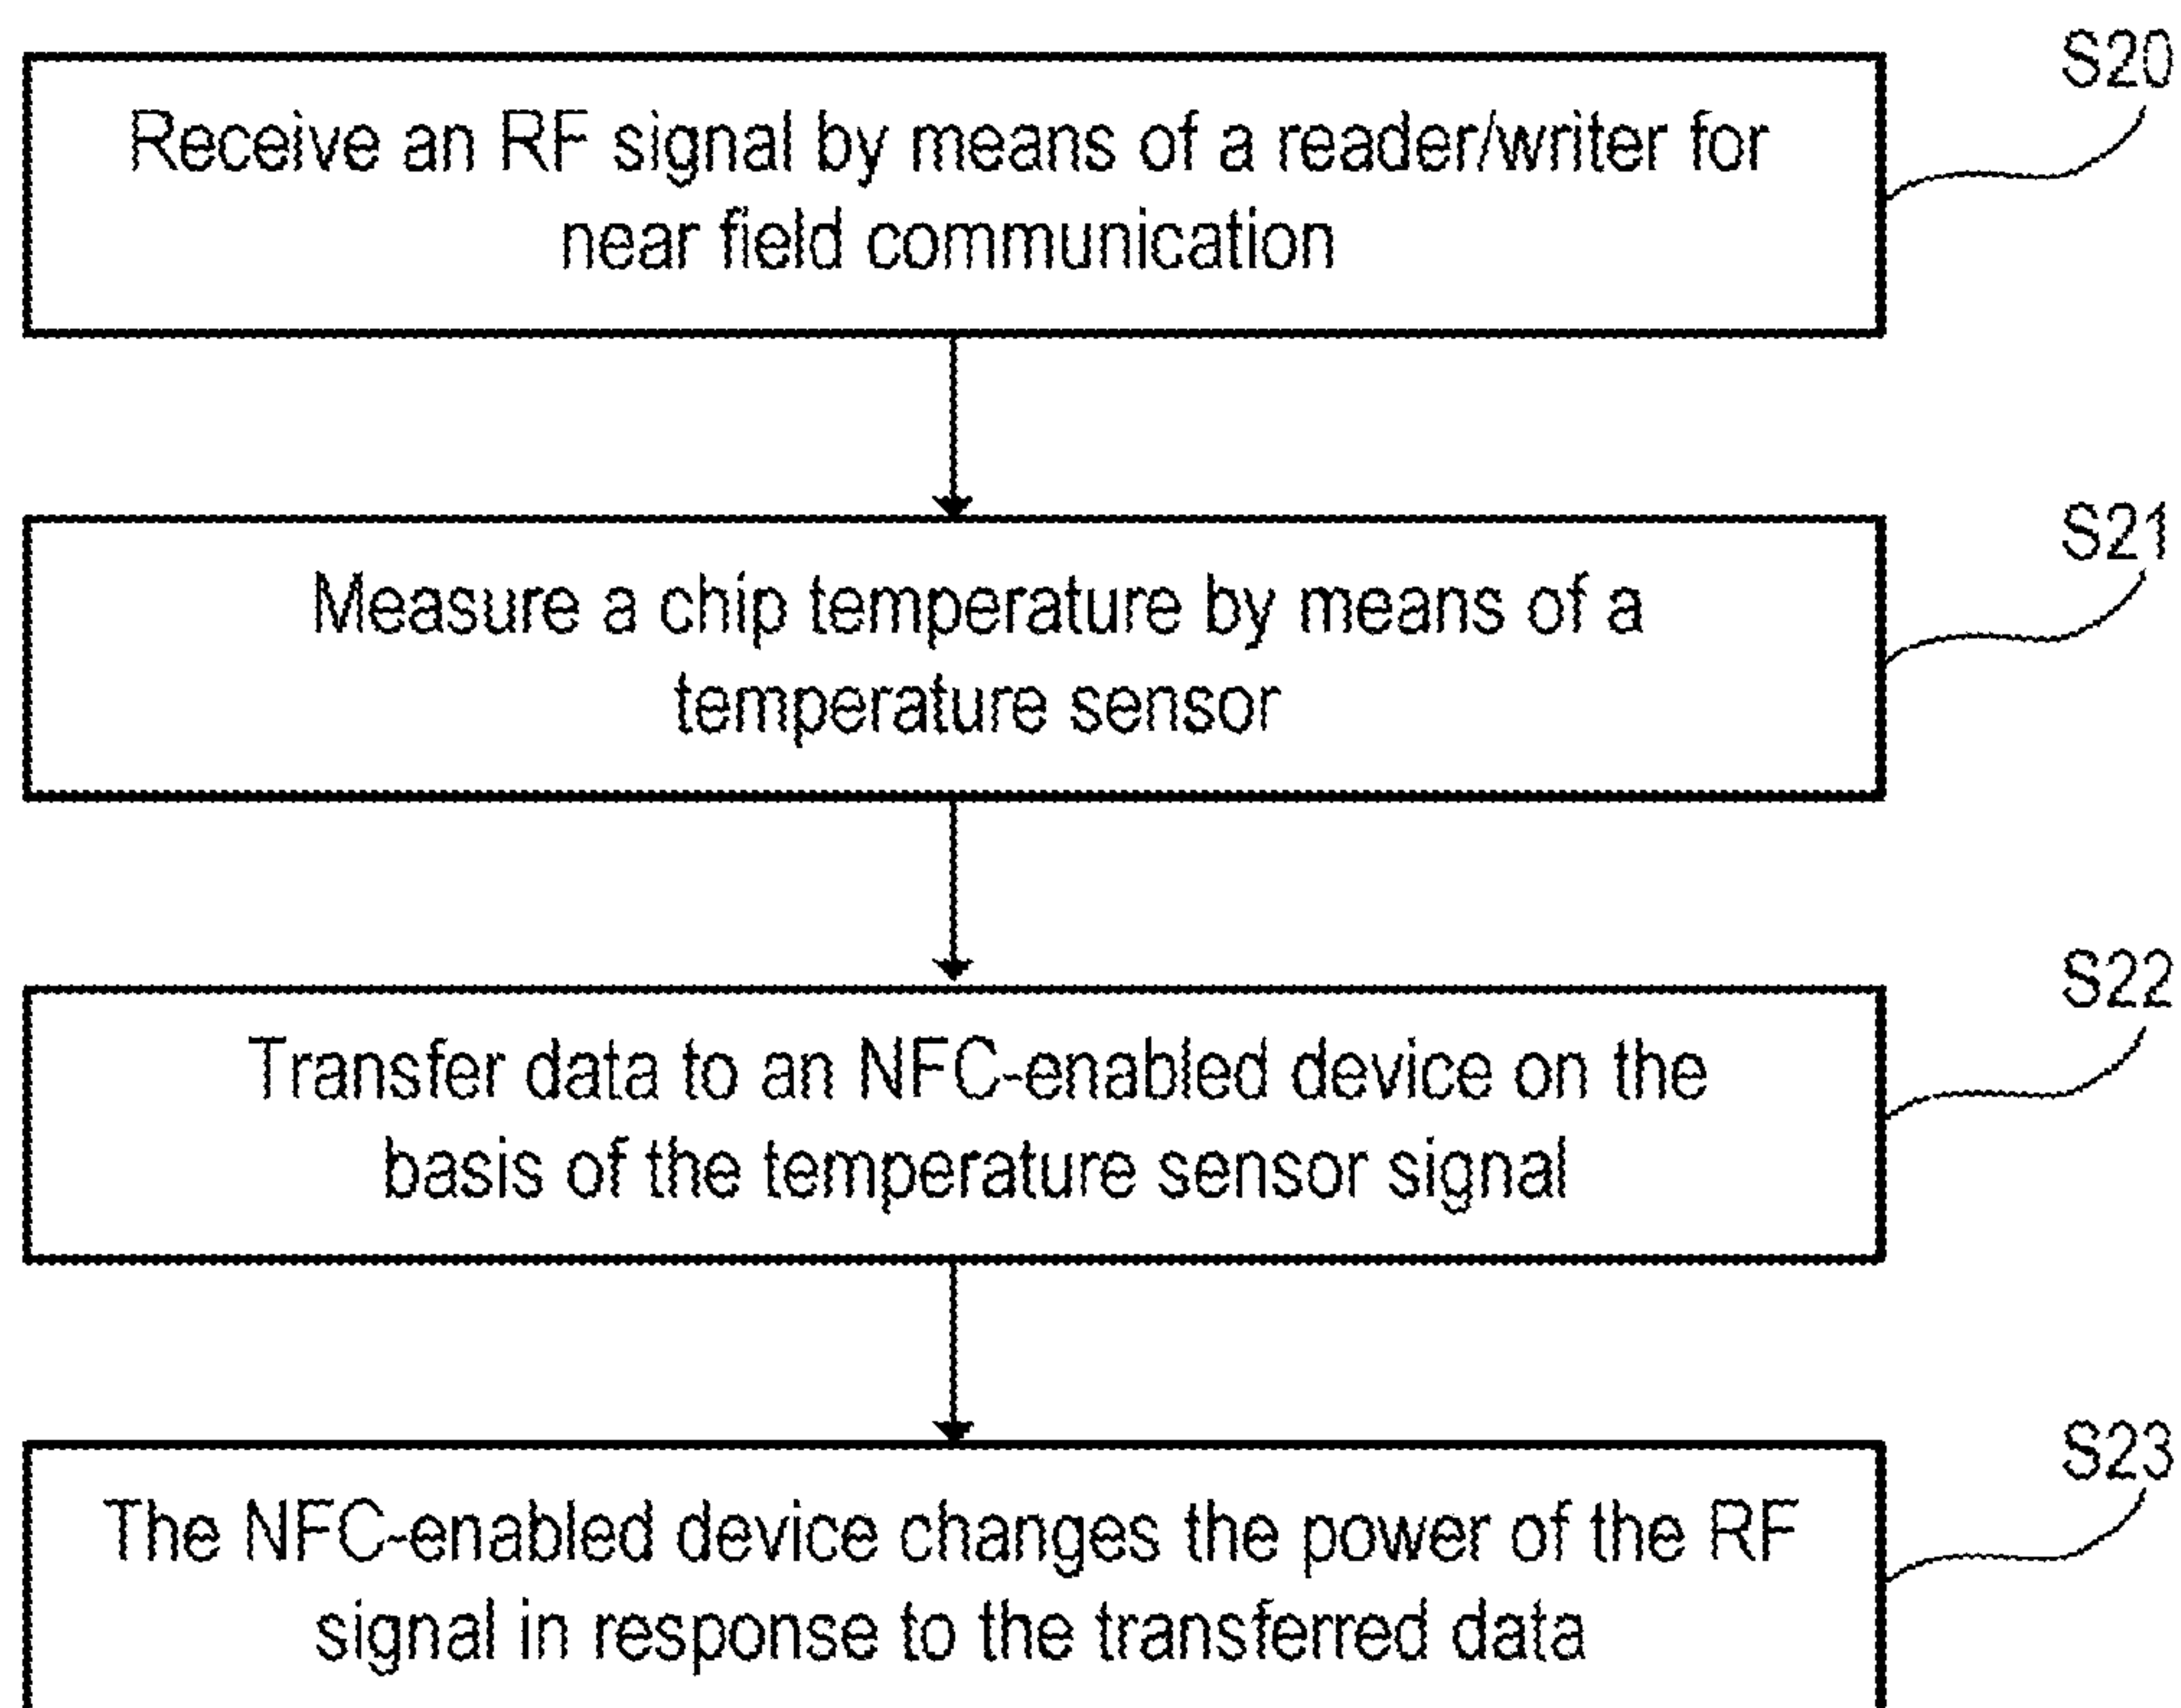 S20
Receive an RF signal by means of a reader/writer for
near field communication
S21
Measure a chip temperature by means of a
temperature sensor
S22
Transfer data to an NFC-enabled device on the
basis of the temperature sensor signal
S23
The NFC-enabled device changes the power of the RF
signal in response to the transferred data